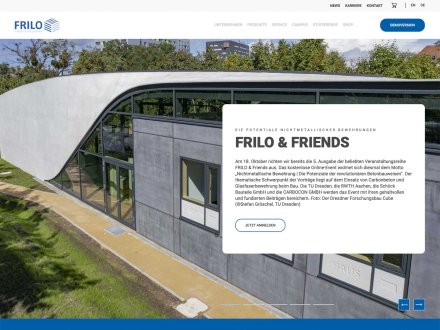 NEWS KARRIERE KONTAKT EN DE
FRILO
UNTERNEHMEN PRODUKTE SERVICE CAMPUS STUDIERENDE SHOP
DEMOVERSION
DIE POTENTIALE NICHTMETALLISCHER BEWEHRUNGEN
FRILO & FRIENDS
Am 18. Oktober richten wir bereits die 5. Ausgabe der beliebten Veranstaltungsreihe
FRILO & Friends aus. Das kostenlose Online-Event widmet sich diesmal dem Motto
„Nichtmetallische Bewehrung | Die Potenziale der revolutionären Betonbauweisen“. Der
thematische Schwerpunkt der Vorträge liegt auf dem Einsatz von Carbonbeton und
Glasfaserbewehrung beim Bau. Die TU Dresden, die RWTH Aachen, die Schöck
Bauteile GmbH und die CARBOCON GMBH werden das Event mit ihren gehaltvollen
und fundierten Beiträgen bereichern. Foto: Der Dresdner Forschungsbau Cube
(©Stefan Gröschel, TU Dresden)
JETZT ANMELDEN